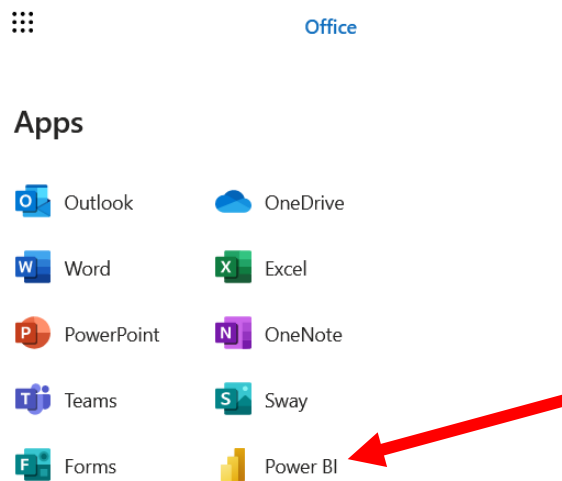 Office
Apps
Outlook OneDrive
Word Excel
PowerPoint OneNote
Teams Sway
Forms Power BI